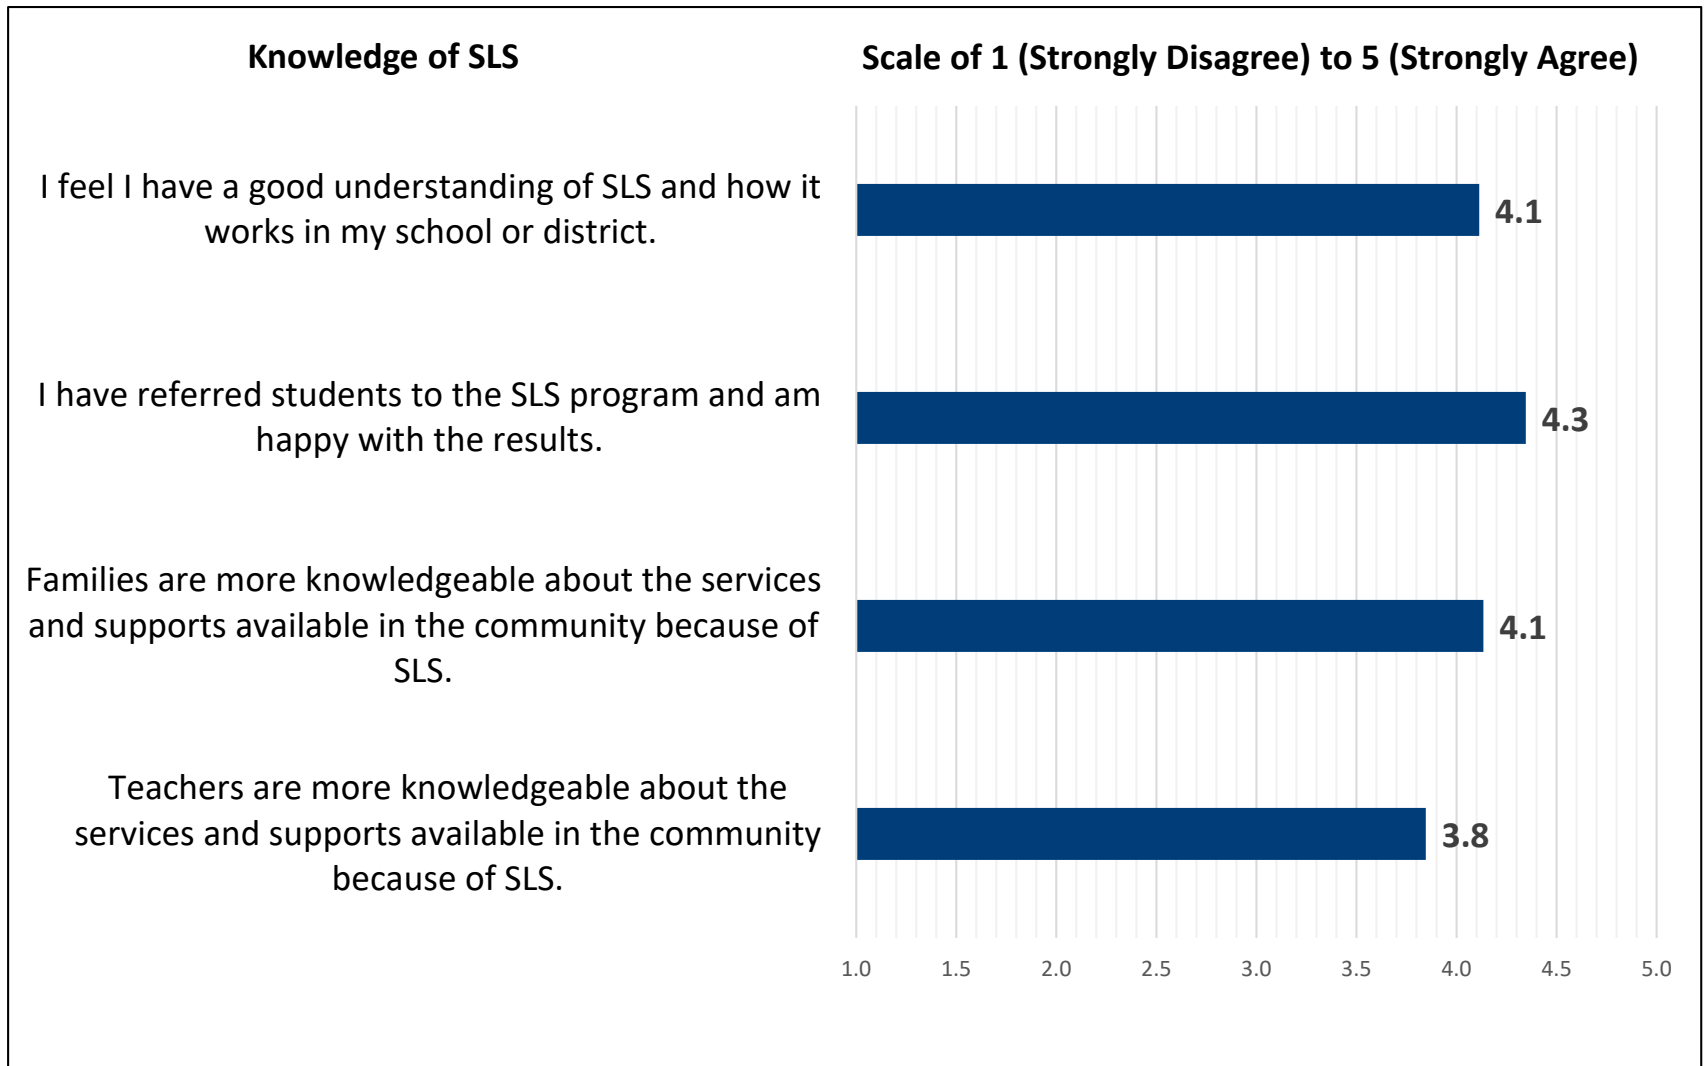 Knowledge of SLS
Scale of 1 (Strongly Disagree) to 5 (Strongly Agree)
I feel I have a good understanding of SLS and how it
works in my school or district.
4.1
I have referred students to the SLS program and am
happy with the results.
4.3
Families are more knowledgeable about the services
and supports available in the community because of
SLS.
4.1
Teachers are more knowledgeable about the
services and supports available in the community
because of SLS.
3.8
1.0 1.5 2.0 2.5 3.0 3.5 4.0 4.5 5.0